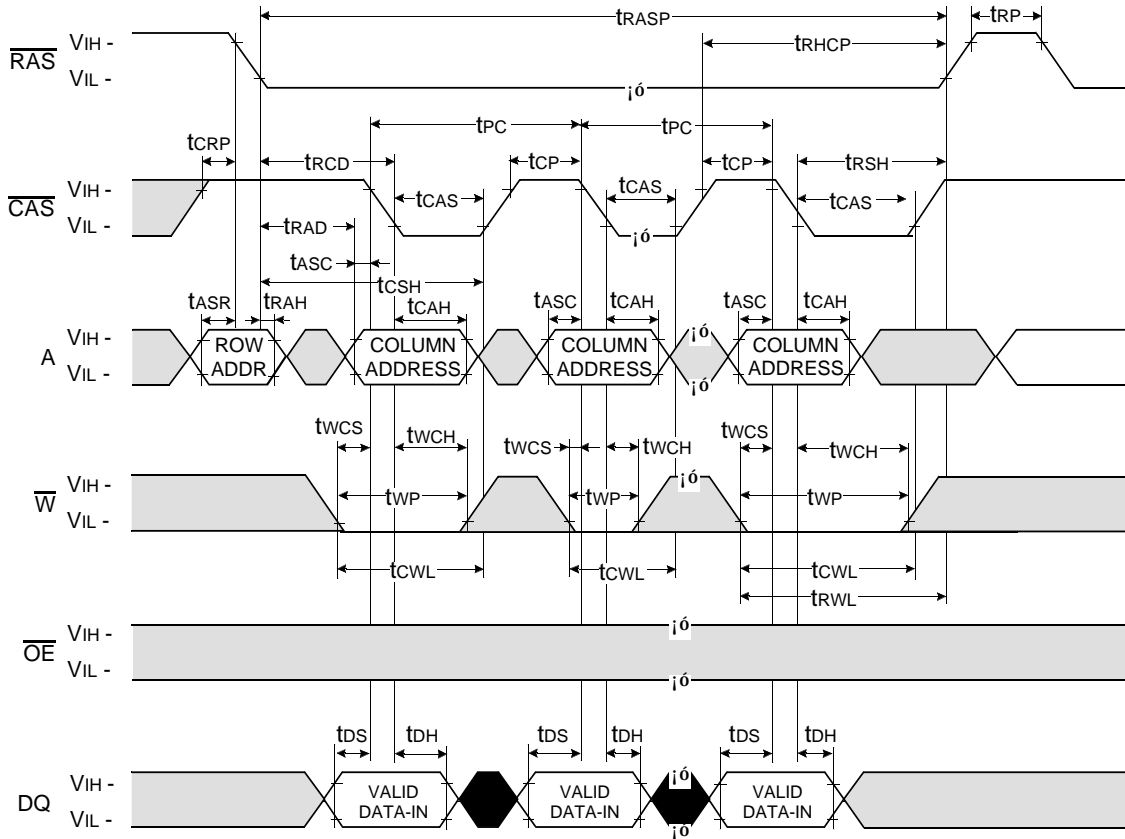 tRASP tRP
RAS VIH - tRHCP
VIL - ¡ó
tPC tPC
tCRP tRCD tCP tCP tRSH
CAS VIH - tCAS tCAS tCAS
VIL - tRAD ¡ó
tASC tCSH
tASR tRAH tCAH tASC tCAH tASC tCAH
A VIH - ROW COLUMN COLUMN ¡ó COLUMN
VIL - ADDR. ADDRESS ADDRESS ¡ó ADDRESS
tWCS tWCH tWCS tWCH tWCS tWCH
W VIH - tWP tWP ¡ó tWP
VIL -
tCWL tCWL tCWL
tRWL
OE VIH - ¡ó
VIL - ¡ó
tDS tDH tDS tDH tDS tDH
DQ VIH - VALID VALID ¡ó VALID
VIL - DATA-IN DATA-IN ¡ó DATA-IN